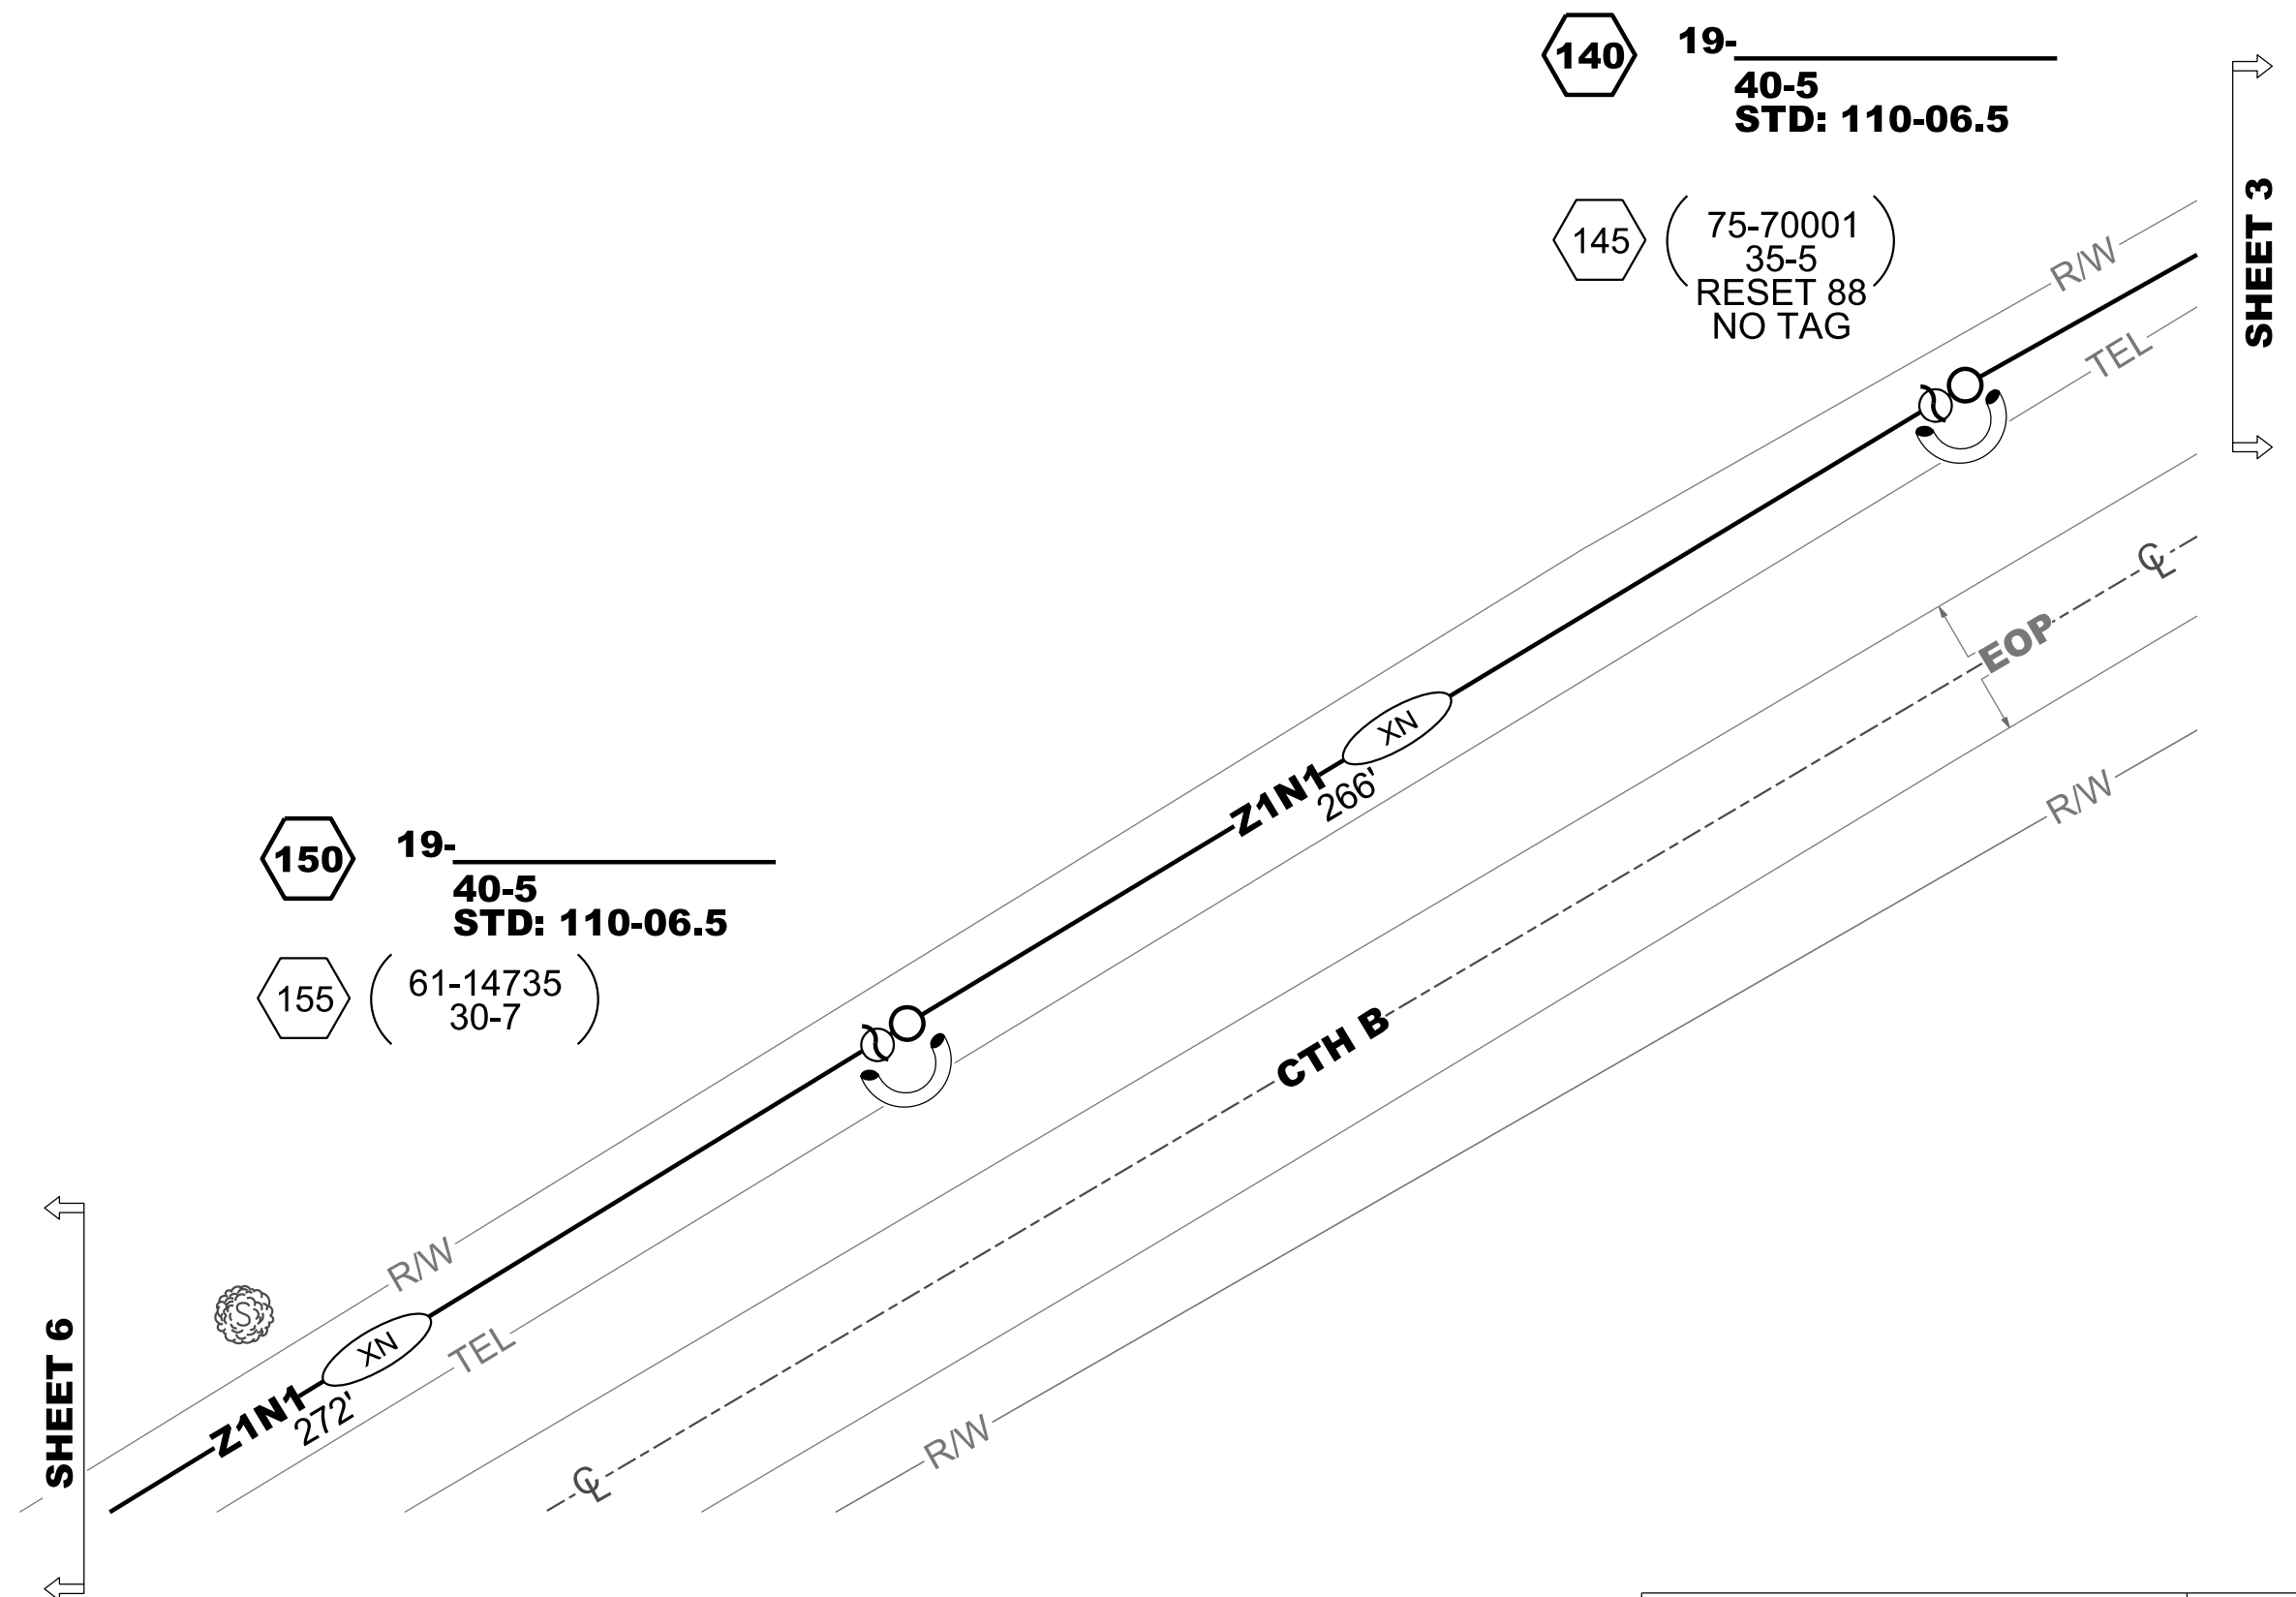 140
19-
40-5
STD: 110-06.5
145
75-70001
35-5
RESET 88
NO TAG
SHEET 3
R/W
TEL
℄
EOP
XN
Z1N1
266'
R/W
150
19-
40-5
STD: 110-06.5
155
61-14735
30-7
CTH B
R/W
S
XN
TEL
Z1N1
272'
SHEET 6
R/W
℄